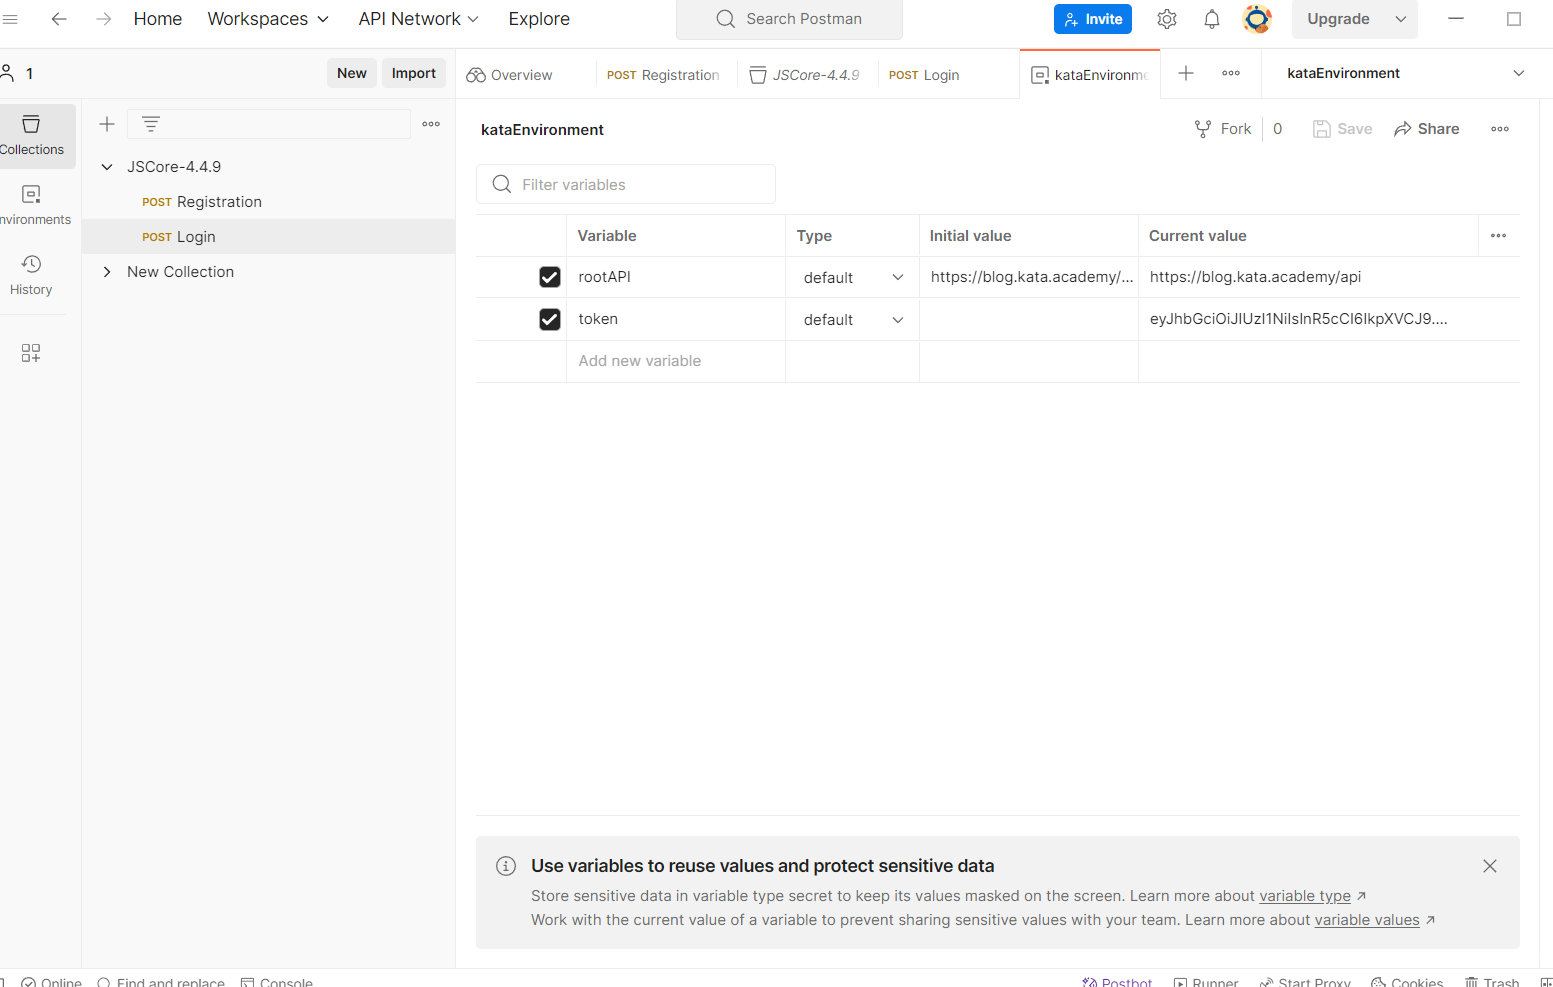 Home Workspaces API Network Explore Search Postman Invite Upgrade
1 New Import Overview POST Registration JSCore-4.4.9 POST Login kataEnvironme kataEnvironment
Collections
nvironments
History
JSCore-4.4.9
POST Registration
POST Login
New Collection
kataEnvironment Fork 0 Save Share
Filter variables
Variable Type Initial value Current value
rootAPI default https://blog.kata.academy/... https://blog.kata.academy/api
token default eyJhbGciOiJIUzI1NiIsInR5cCI6IkpXVCJ9....
Add new variable
Use variables to reuse values and protect sensitive data
Store sensitive data in variable type secret to keep its values masked on the screen. Learn more about variable type ↗
Work with the current value of a variable to prevent sharing sensitive values with your team. Learn more about variable values ↗
Online Find and replace Console Postbot Runner Start Proxy Cookies Trash